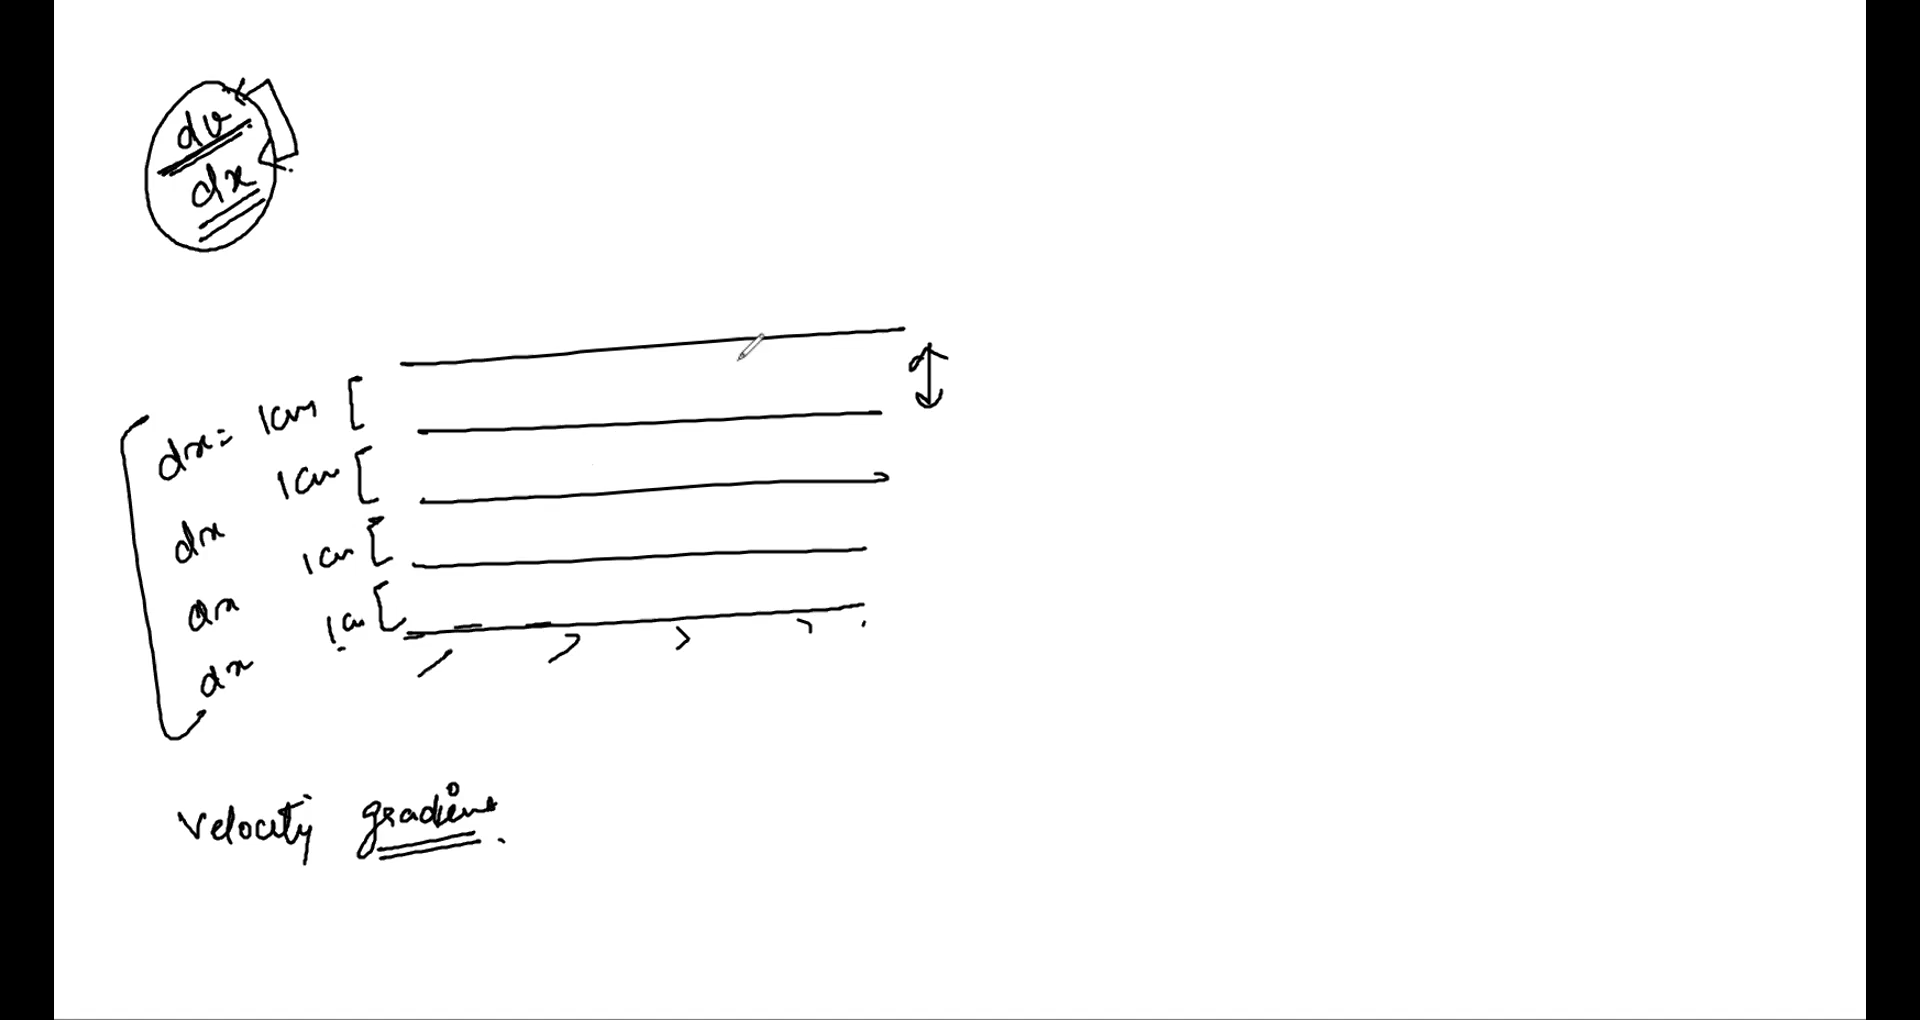 dv
dx
dx = 1cm
1cm
dx
1cm
dx
1cm
dx
Velocity gradient